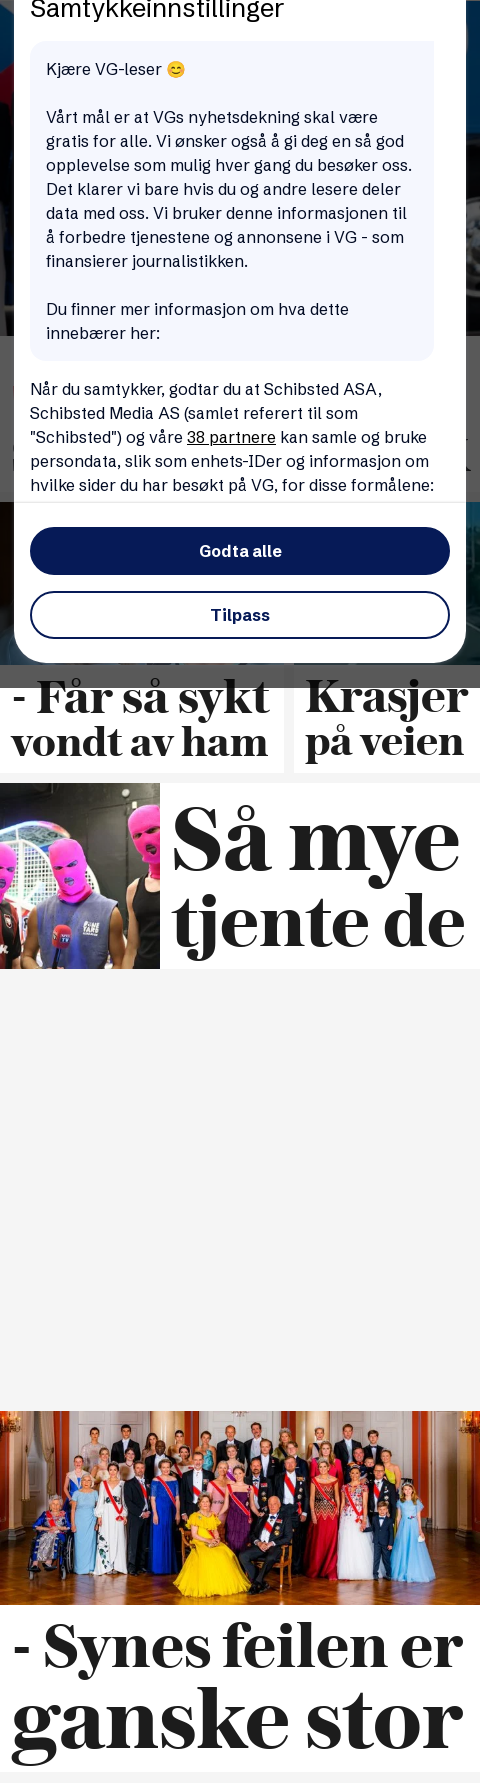 Samtykkeinnstillinger
Kjære VG-leser 😊
Vårt mål er at VGs nyhetsdekning skal være
gratis for alle. Vi ønsker også å gi deg en så god
opplevelse som mulig hver gang du besøker oss.
Det klarer vi bare hvis du og andre lesere deler
data med oss. Vi bruker denne informasjonen til
å forbedre tjenestene og annonsene i VG - som
finansierer journalistikken.
Du finner mer informasjon om hva dette
innebærer her:
Når du samtykker, godtar du at Schibsted ASA,
Schibsted Media AS (samlet referert til som
"Schibsted") og våre 38 partnere kan samle og bruke
persondata, slik som enhets-IDer og informasjon om
hvilke sider du har besøkt på VG, for disse formålene:
Godta alle
Tilpass
- Får så sykt
vondt av ham
Krasjer
på veien
Så mye
tjente de
- Synes feilen er
ganske stor